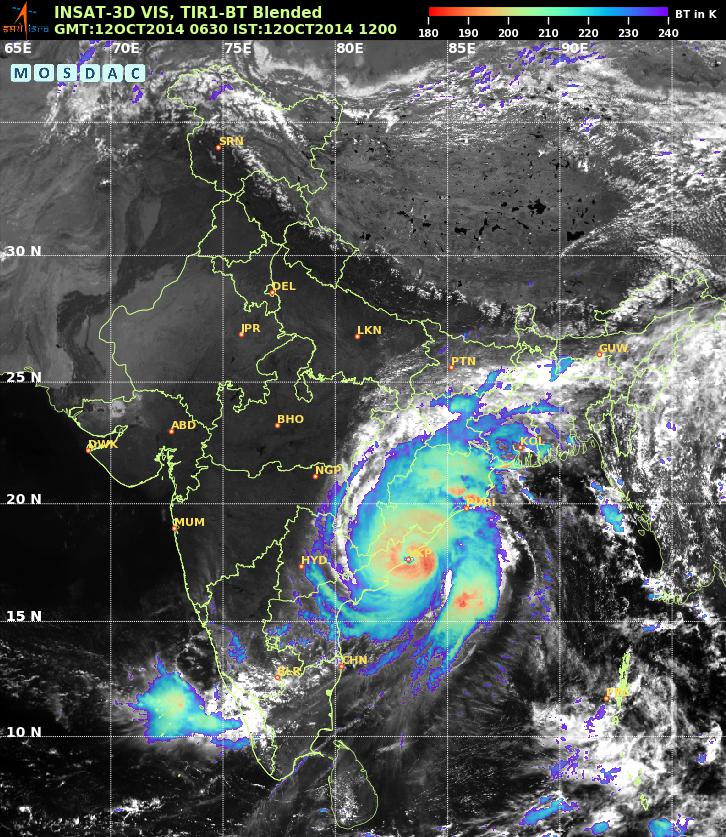 INSAT-3D VIS, TIR1-BT Blended
GMT:12OCT2014 0630 IST:12OCT2014 1200
BT in K
180 190 200 210 220 230 240
65E 70E 75E 80E 85E 90E
MOSDAC
SRN
30 N
DEL
JPR
LKN
GUW
PTN
25 N
BHO
ABD
KOL
DWK
NGP
20 N
PURI
MUM
HYD
15 N
CHN
BLR
10 N